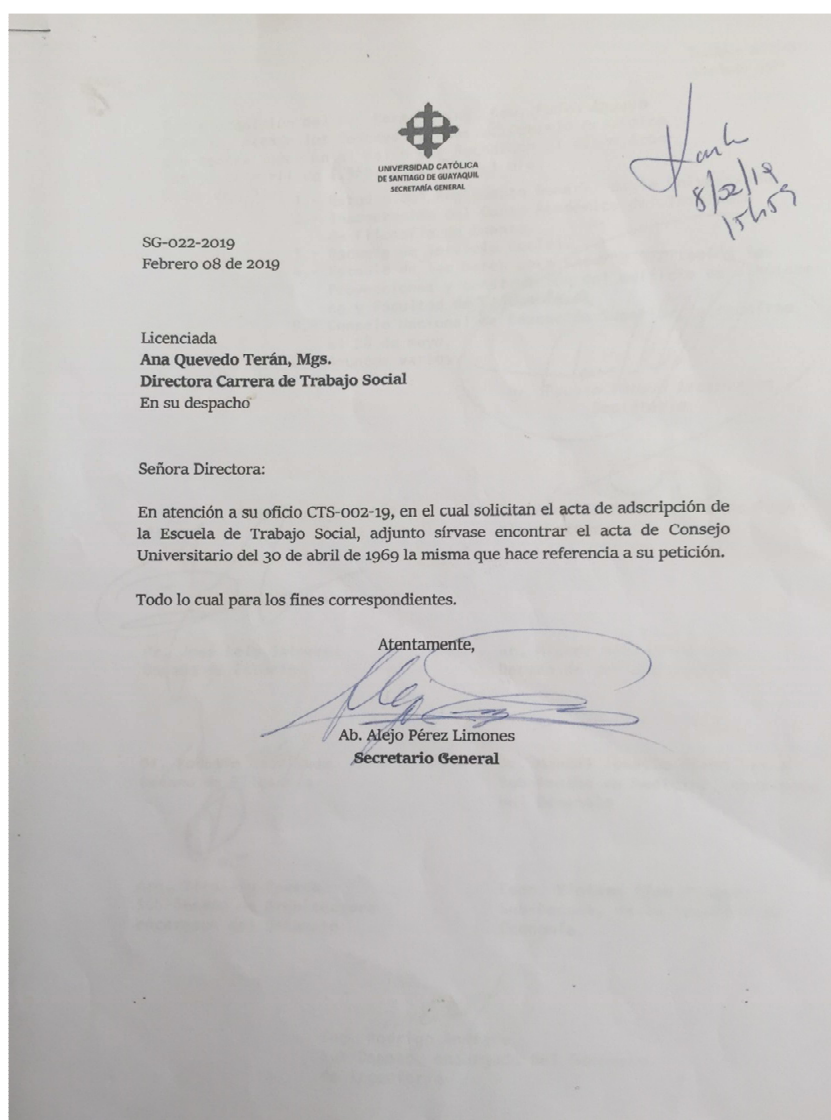 UNIVERSIDAD CATÓLICA
DE SANTIAGO DE GUAYAQUIL
SECRETARÍA GENERAL
8/02/19
15h59
SG-022-2019
Febrero 08 de 2019
Licenciada
Ana Quevedo Terán, Mgs.
Directora Carrera de Trabajo Social
En su despacho
Señora Directora:
En atención a su oficio CTS-002-19, en el cual solicitan el acta de adscripción de
la Escuela de Trabajo Social, adjunto sírvase encontrar el acta de Consejo
Universitario del 30 de abril de 1969 la misma que hace referencia a su petición.
Todo lo cual para los fines correspondientes.
Atentamente,
Ab. Alejo Pérez Limones
Secretario General